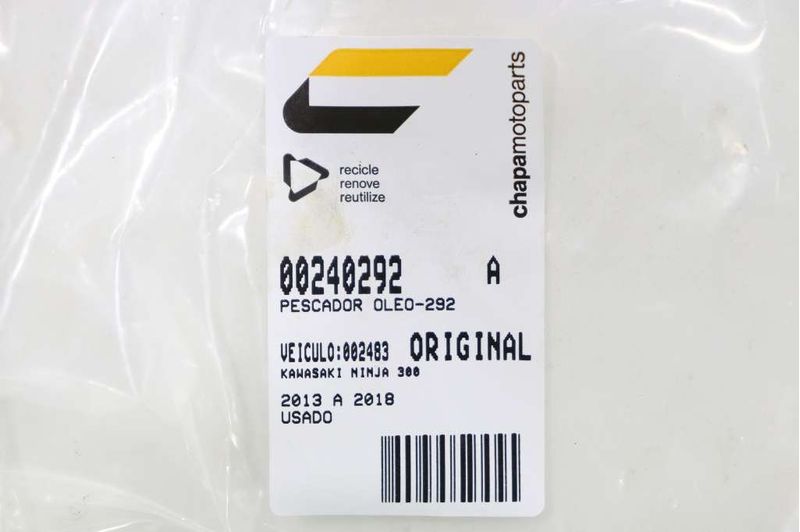 chapamotoparts
recicle
renove
reutilize
00240292 A
PESCADOR OLEO-292
VEICULO:002483 ORIGINAL
KAWASAKI NINJA 300
2013 A 2018
USADO